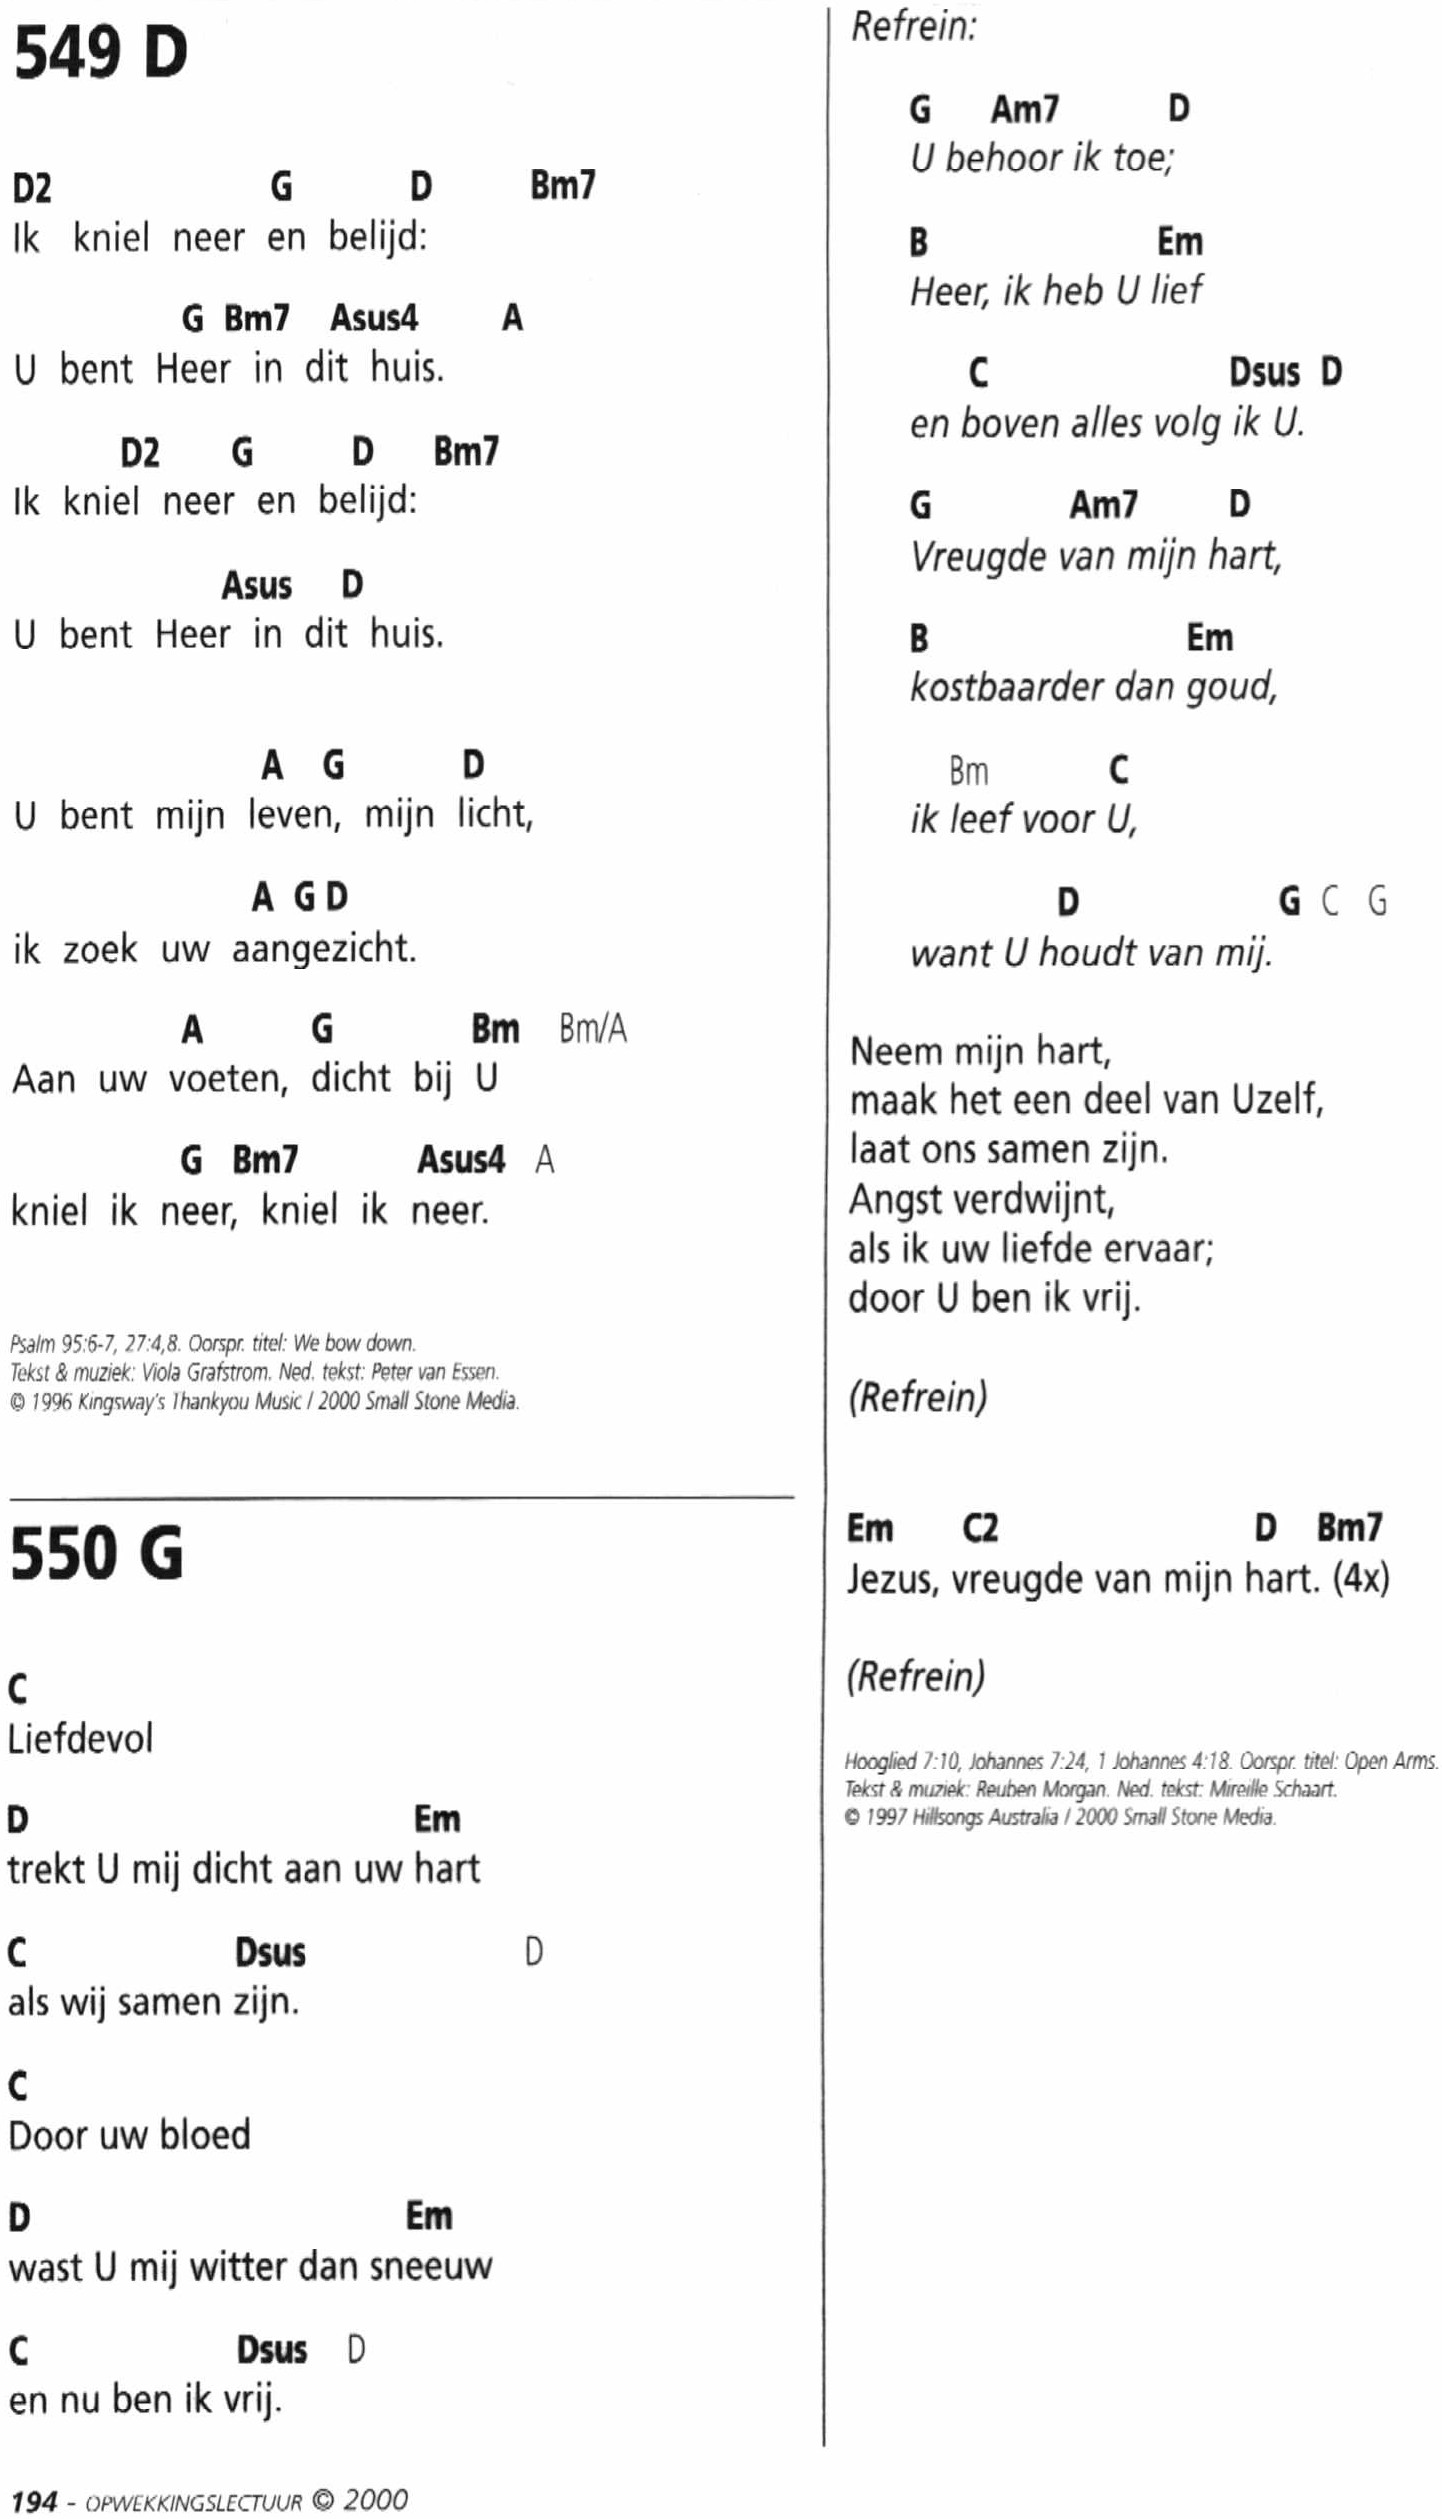 549 D
D2 G D Bm7
Ik kniel neer en belijd:
G Bm7 Asus4 A
U bent Heer in dit huis.
D2 G D Bm7
Ik kniel neer en belijd:
Asus D
U bent Heer in dit huis.
A G D
U bent mijn leven, mijn licht,
A G D
ik zoek uw aangezicht.
A G Bm Bm/A
Aan uw voeten, dicht bij U
G Bm7 Asus4 A
kniel ik neer, kniel ik neer.
Psalm 95:6-7, 27:4,8. Oorspr. titel: We bow down.
Tekst & muziek: Viola Grafstrom. Ned. tekst: Peter van Essen.
© 1996 Kingsway's Thankyou Music / 2000 Small Stone Media.
550 G
C
Liefdevol
D Em
trekt U mij dicht aan uw hart
C Dsus D
als wij samen zijn.
C
Door uw bloed
D Em
wast U mij witter dan sneeuw
C Dsus D
en nu ben ik vrij.
Refrein:
G Am7 D
U behoor ik toe;
B Em
Heer, ik heb U lief
C Dsus D
en boven alles volg ik U.
G Am7 D
Vreugde van mijn hart,
B Em
kostbaarder dan goud,
Bm C
ik leef voor U,
D G C G
want U houdt van mij.
Neem mijn hart,
maak het een deel van Uzelf,
laat ons samen zijn.
Angst verdwijnt,
als ik uw liefde ervaar;
door U ben ik vrij.
(Refrein)
Em C2 D Bm7
Jezus, vreugde van mijn hart. (4x)
(Refrein)
Hooglied 7:10, Johannes 7:24, 1 Johannes 4:18. Oorspr. titel: Open Arms.
Tekst & muziek: Reuben Morgan. Ned. tekst: Mireille Schaart.
© 1997 Hillsongs Australia / 2000 Small Stone Media.
194 - OPWEKKINGSLECTUUR © 2000